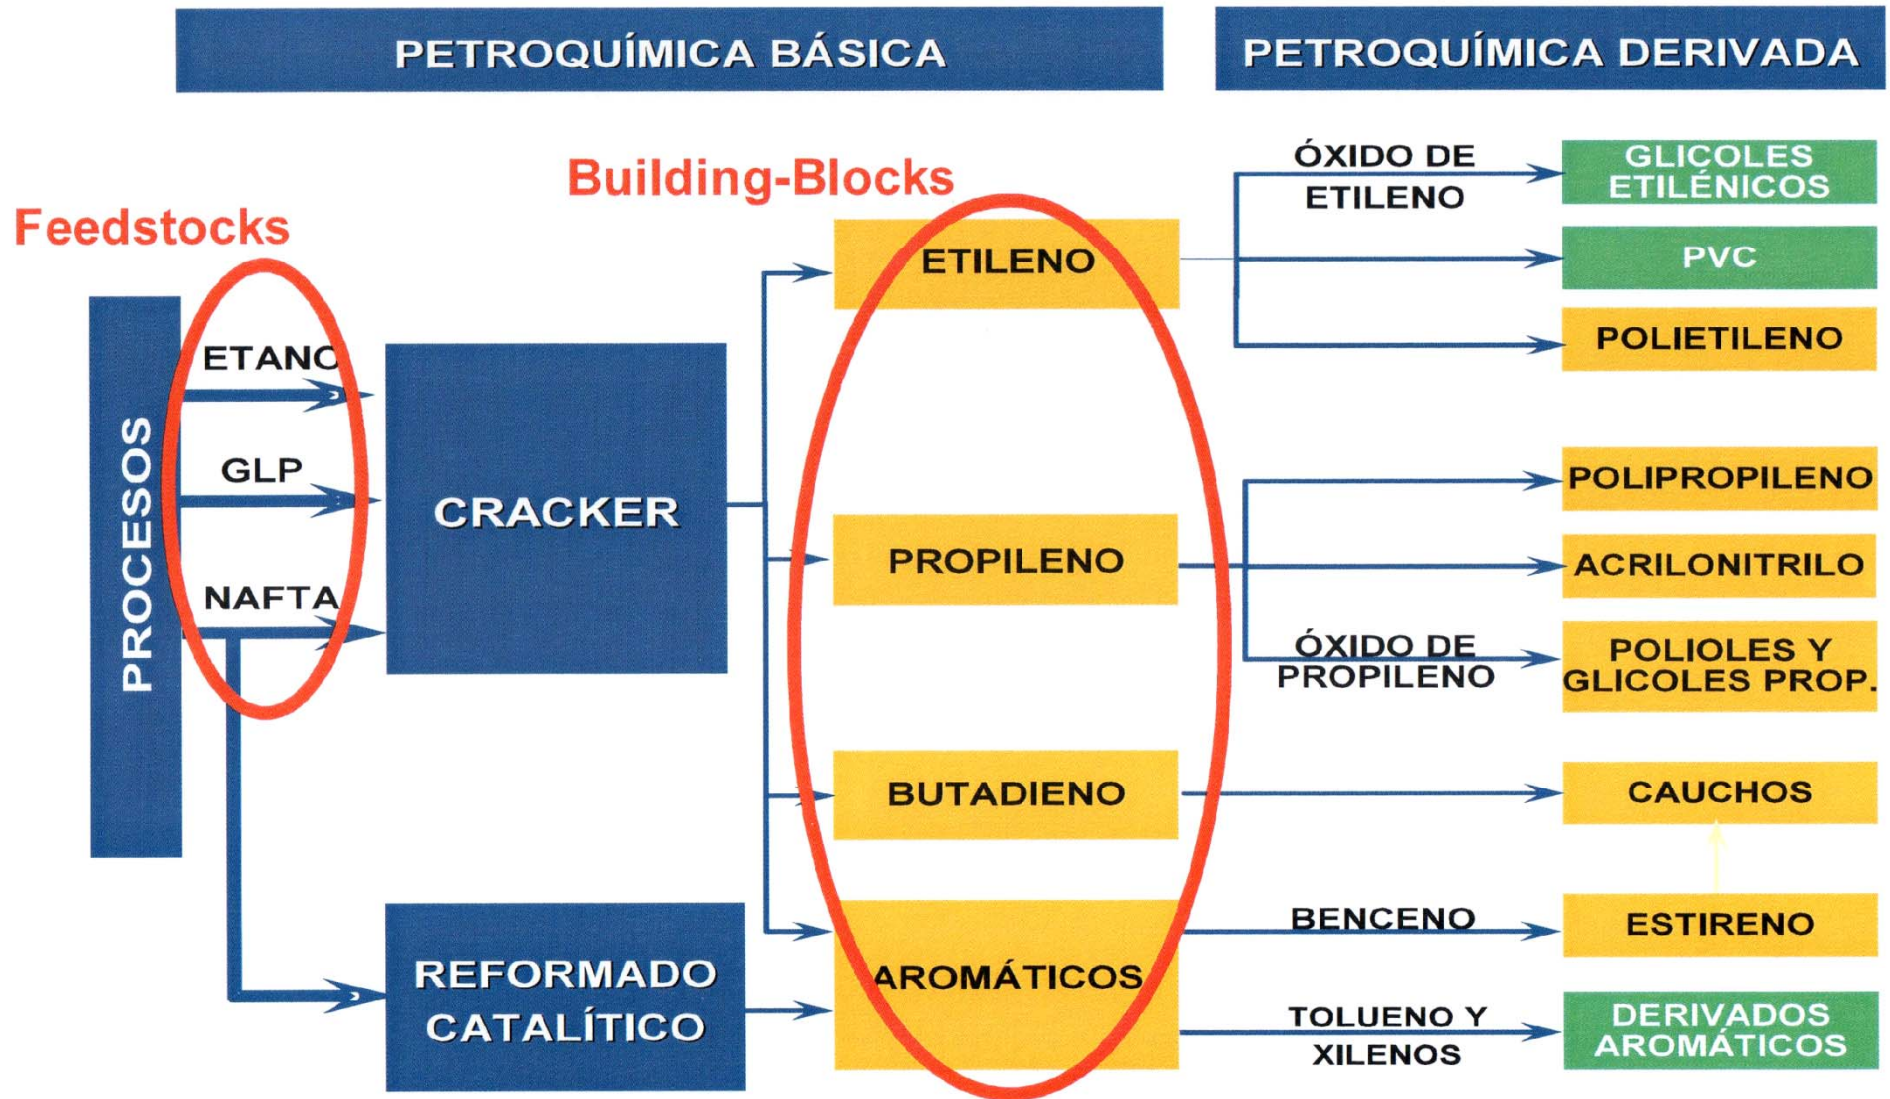 PETROQUÍMICA BÁSICA
PETROQUÍMICA DERIVADA
Feedstocks
Building-Blocks
PROCESOS
ETANO
GLP
NAFTA
CRACKER
REFORMADO
CATALÍTICO
ETILENO
PROPILENO
BUTADIENO
AROMÁTICOS
ÓXIDO DE
ETILENO
GLICOLES
ETILÉNICOS
PVC
POLIETILENO
POLIPROPILENO
ACRILONITRILO
ÓXIDO DE
PROPILENO
POLIOLES Y
GLICOLES PROP.
CAUCHOS
BENCENO
ESTIRENO
TOLUENO Y
XILENOS
DERIVADOS
AROMÁTICOS